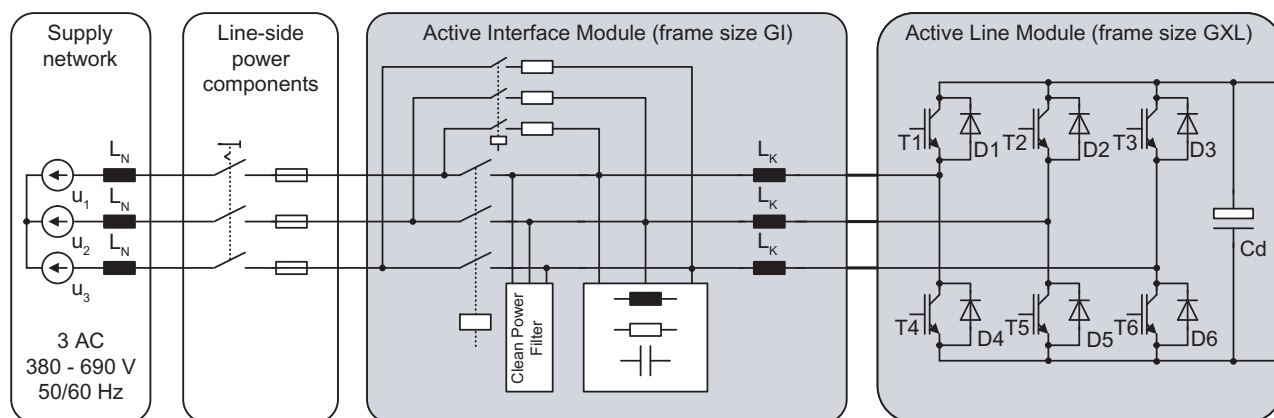 Supply
network
Line-side
power
components
Active Interface Module (frame size GI)
Active Line Module (frame size GXL)
L_N
u_1
L_N
u_2
L_N
u_3
3 AC
380 - 690 V
50/60 Hz
Clean Power
Filter
L_K
L_K
L_K
T1
D1
T2
D2
T3
D3
Cd
T4
D4
T5
D5
T6
D6